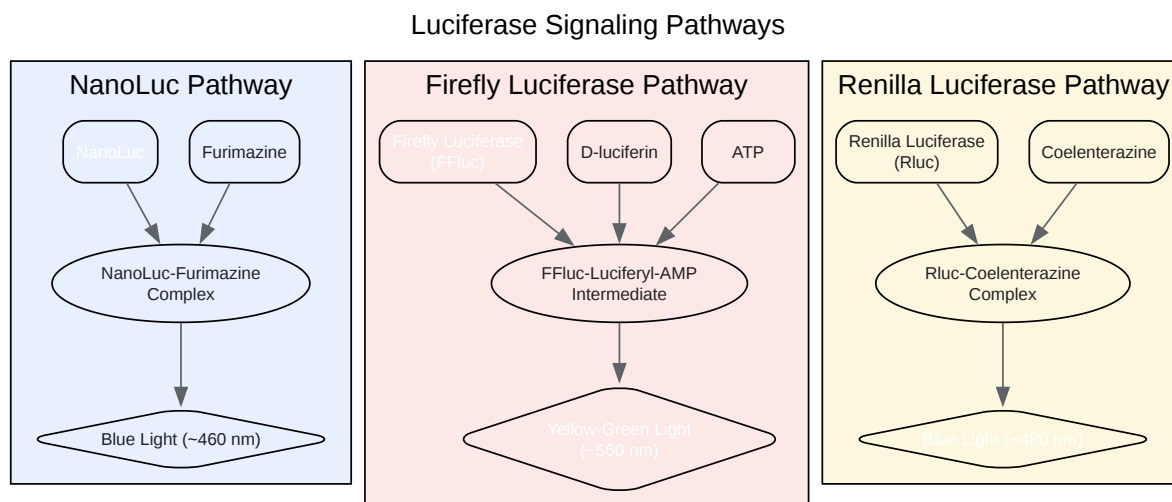 Luciferase Signaling Pathways
NanoLuc Pathway
NanoLuc
Furimazine
NanoLuc-Furimazine
Complex
Blue Light (~460 nm)
Firefly Luciferase Pathway
Firefly Luciferase
(FFluc)
D-luciferin
ATP
FFluc-Luciferyl-AMP
Intermediate
Yellow-Green Light
(~560 nm)
Renilla Luciferase Pathway
Renilla Luciferase
(Rluc)
Coelenterazine
Rluc-Coelenterazine
Complex
Blue Light (~480 nm)